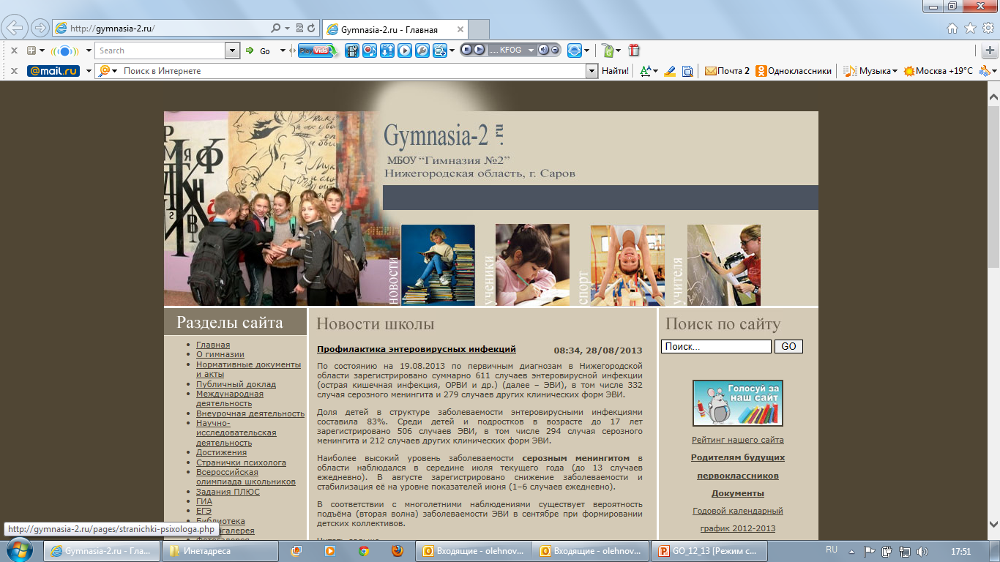 http://gymnasia-2.ru/
Gymnasia-2.ru - Главная
Search
Go
PlayVids
...... KFOG
@mail.ru
Поиск в Интернете
Найти!
Почта 2
Одноклассники
Музыка
Москва +19°C
Gymnasia-2 .ru
МБОУ “Гимназия №2”
Нижегородская область, г. Саров
новости
ученики
спорт
учителя
Разделы сайта
Главная
О гимназии
Нормативные документы
и акты
Публичный доклад
Международная
деятельность
Внеурочная деятельность
Научно-
исследовательская
деятельность
Достижения
Странички психолога
Всероссийская
олимпиада школьников
Задания ПЛЮС
ГИА
ЕГЭ
Библиотека
http://gymnasia-2.ru/pages/stranichki-psixologa.php
Новости школы
Профилактика энтеровирусных инфекций 08:34, 28/08/2013
По состоянию на 19.08.2013 по первичным диагнозам в Нижегородской
области зарегистрировано суммарно 611 случаев энтеровирусной инфекции
(острая кишечная инфекция, ОРВИ и др.) (далее – ЭВИ), в том числе 332
случая серозного менингита и 279 случаев других клинических форм ЭВИ.
Доля детей в структуре заболеваемости энтеровирусными инфекциями
составила 83%. Среди детей и подростков в возрасте до 17 лет
зарегистрировано 506 случаев ЭВИ, в том числе 294 случая серозного
менингита и 212 случаев других клинических форм ЭВИ.
Наиболее высокий уровень заболеваемости серозным менингитом в
области наблюдался в середине июля текущего года (до 13 случаев
ежедневно). В августе зарегистрировано снижение заболеваемости и
стабилизация её на уровне показателей июня (1–6 случаев ежедневно).
В соответствии с многолетними наблюдениями существует вероятность
подъёма (вторая волна) заболеваемости ЭВИ в сентябре при формировании
детских коллективов.
Поиск по сайту
Поиск...
GO
Голосуй за
наш сайт
Рейтинг нашего сайта
Родителям будущих
первоклассников
Документы
Годовой календарный
график 2012-2013
Gymnasia-2.ru - Гла...
Инетадреса
Входящие - olehnov...
Входящие - olehnov...
GO_12_13 [Режим с...
RU
17:51